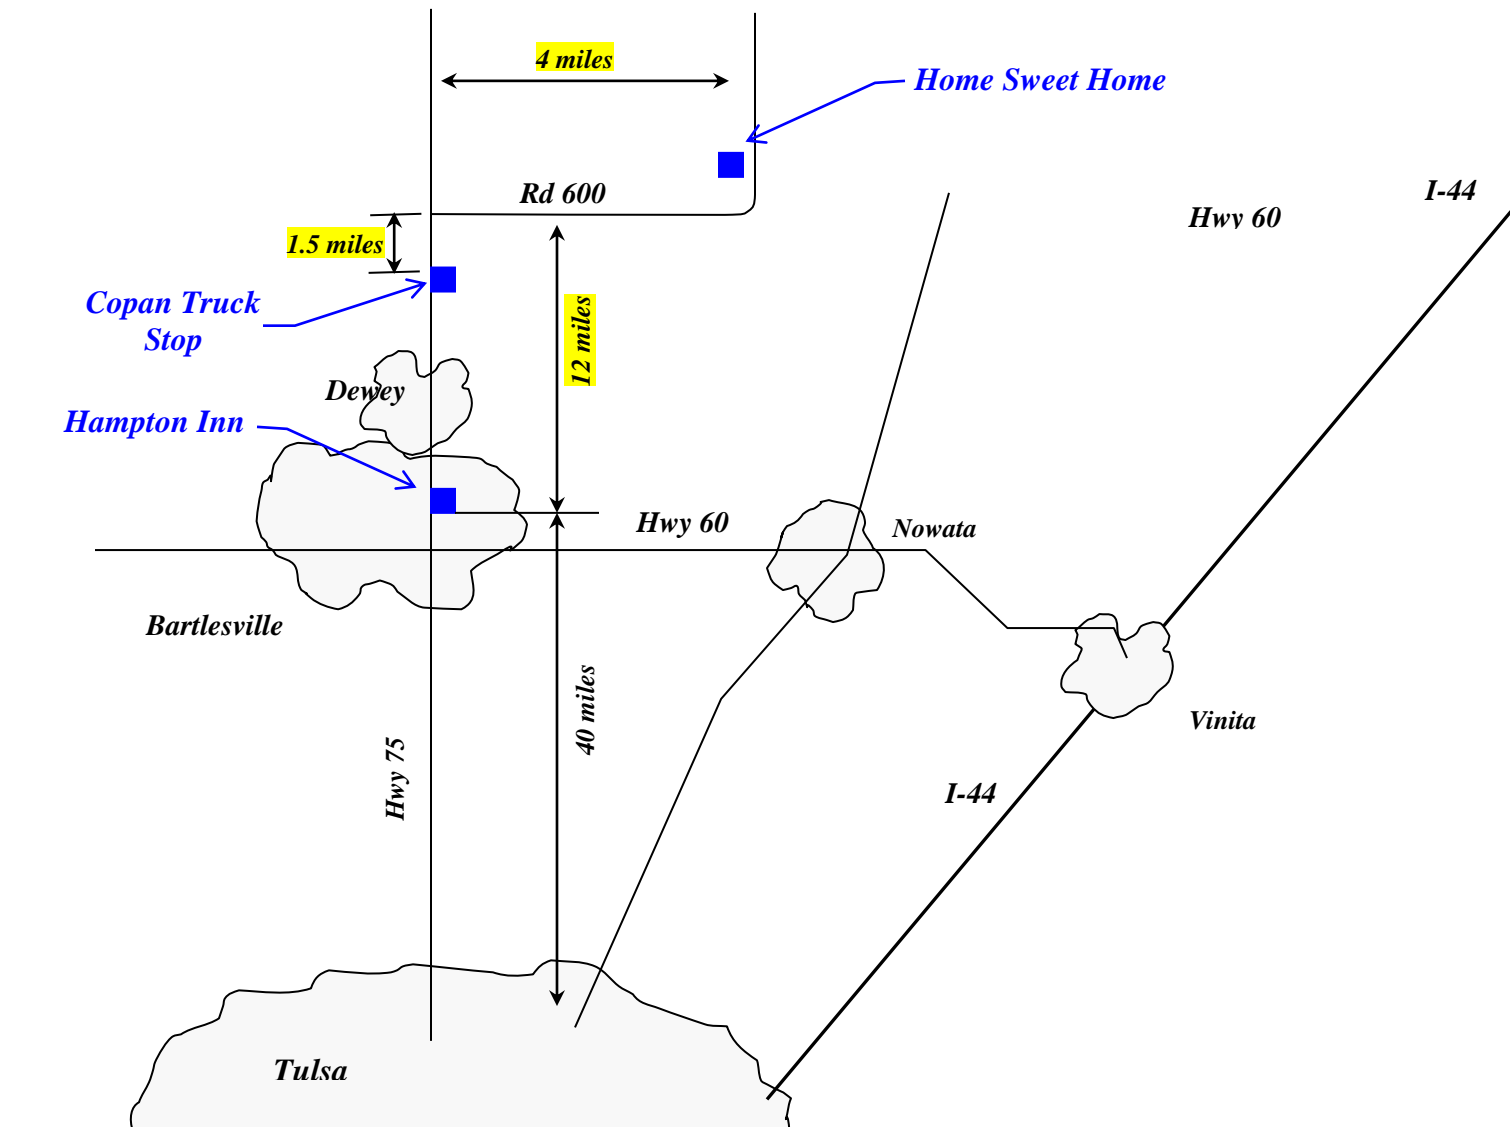 4 miles
Home Sweet Home
Rd 600
I-44
Hwy 60
1.5 miles
Copan Truck
Stop
12 miles
Dewey
Hampton Inn
Hwy 60
Nowata
Bartlesville
40 miles
Vinita
Hwy 75
I-44
Tulsa